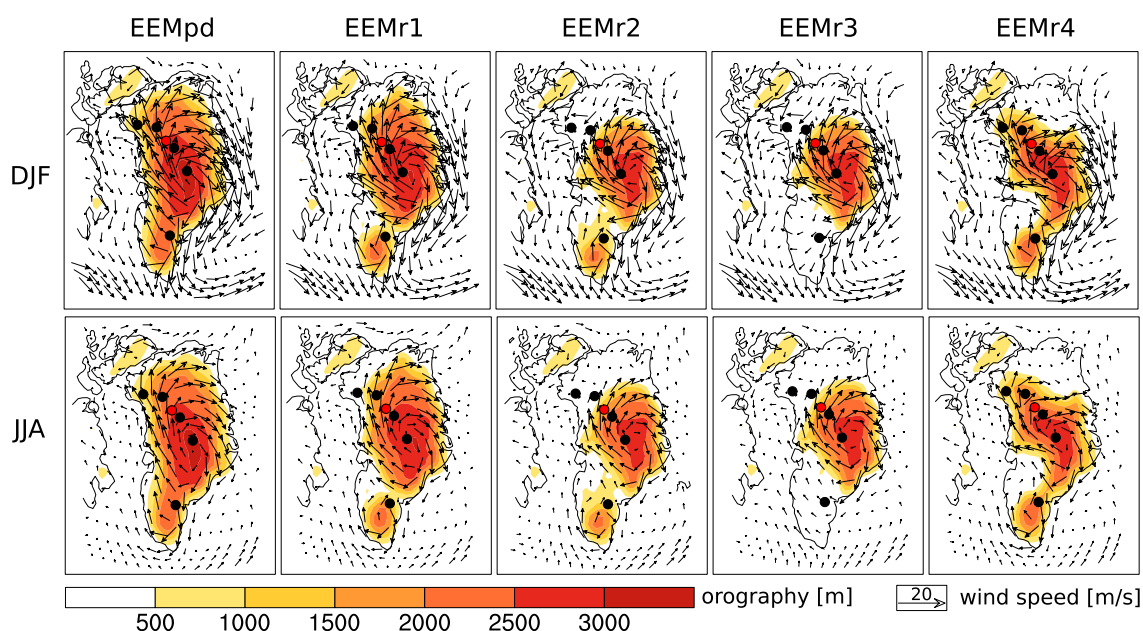 EEMpd EEMr1 EEMr2 EEMr3 EEMr4
DJF
JJA
500 1000 1500 2000 2500 3000 orography [m]
20 wind speed [m/s]